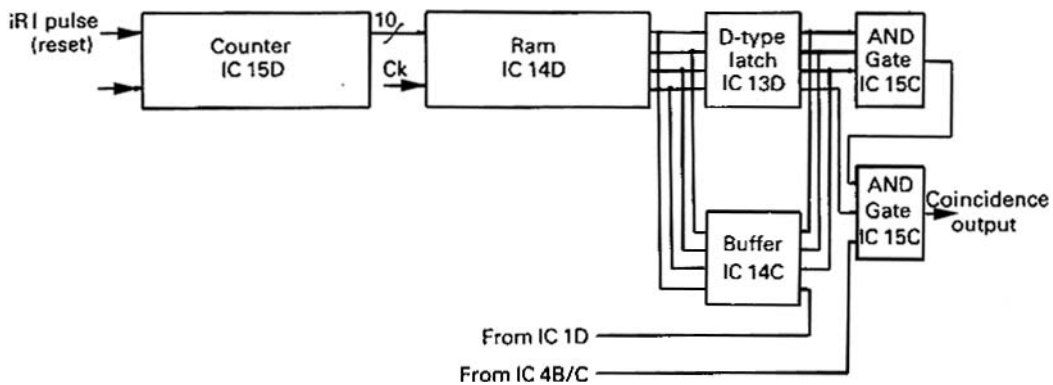 iRI pulse
(reset)
Counter
IC 15D
10
Ck
Ram
IC 14D
D-type
latch
IC 13D
AND
Gate
IC 15C
AND
Gate
IC 15C
Coincidence
output
Buffer
IC 14C
From IC 1D
From IC 4B/C